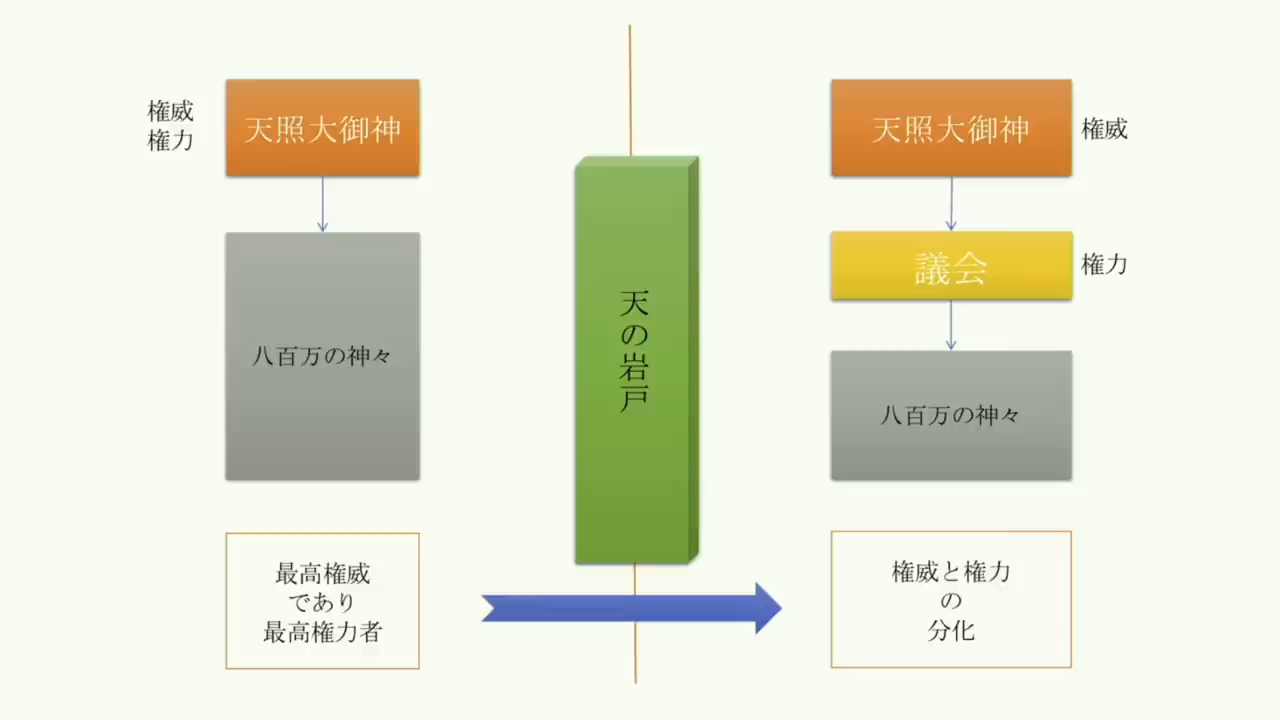 権威
権力
天照大御神
八百万の神々
最高権威
であり
最高権力者
天の岩戸
天照大御神
権威
議会
権力
八百万の神々
権威と権力
の
分化